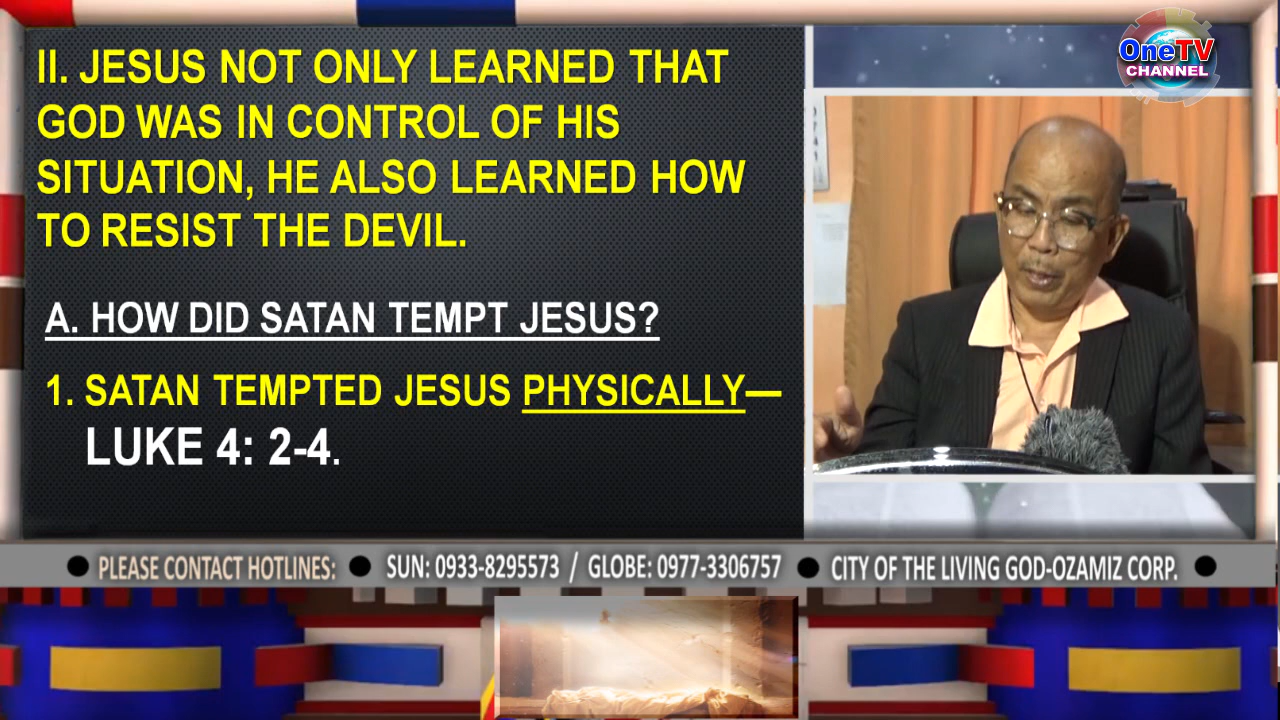 II. JESUS NOT ONLY LEARNED THAT
GOD WAS IN CONTROL OF HIS
SITUATION, HE ALSO LEARNED HOW
TO RESIST THE DEVIL.
A. HOW DID SATAN TEMPT JESUS?
1. SATAN TEMPTED JESUS PHYSICALLY—
LUKE 4: 2-4.
OneTV
CHANNEL
PLEASE CONTACT HOTLINES: ● SUN: 0933-8295573 / GLOBE: 0977-3306757 ● CITY OF THE LIVING GOD-OZAMIZ CORP. ●